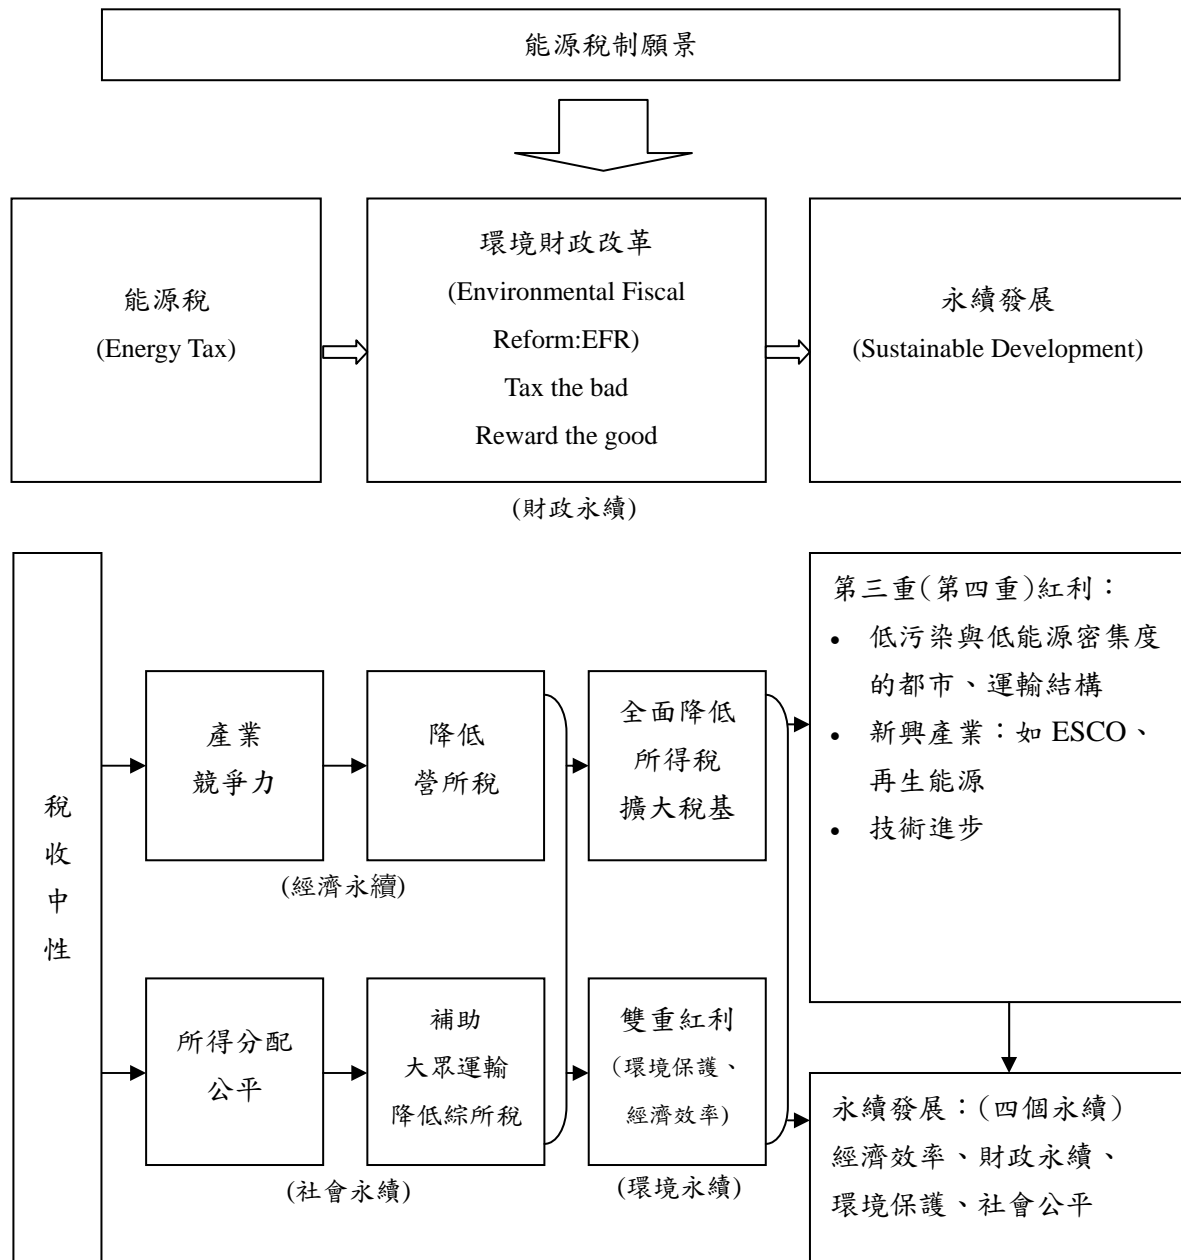 能源稅制願景
能源稅
(Energy Tax)
環境財政改革
(Environmental Fiscal
Reform:EFR)
Tax the bad
Reward the good
(財政永續)
永續發展
(Sustainable Development)
稅
收
中
性
產業
競爭力
降低
營所稅
(經濟永續)
全面降低
所得稅
擴大稅基
所得分配
公平
補助
大眾運輸
降低綜所稅
(社會永續)
雙重紅利
(環境保護、
經濟效率)
(環境永續)
第三重(第四重)紅利：
• 低污染與低能源密集度
的都市、運輸結構
• 新興產業：如 ESCO、
再生能源
• 技術進步
永續發展：(四個永續)
經濟效率、財政永續、
環境保護、社會公平